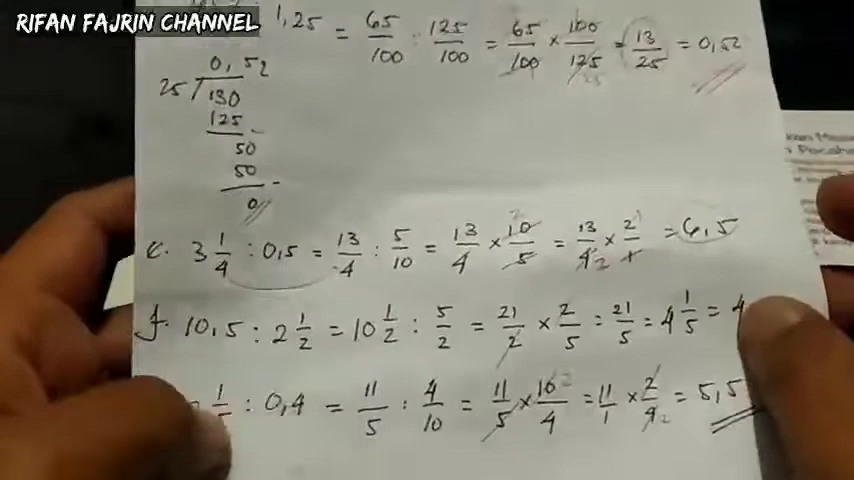 RIFAN FAJRIN CHANNEL
1,25 = 65/100 : 125/100 = 65/100 × 100/125 = 13/25 = 0,52
0,52
25 130
125 -
50
50
-
0
e. 3 1/4 : 0,5 = 13/4 : 5/10 = 13/4 × 10/5 = 13/4 × 2/1 = 6,5
f. 10,5 : 2 1/2 = 10 1/2 : 5/2 = 21/2 × 2/5 = 21/5 = 4 1/5 = 4
1 : 0,4 = 11/5 : 4/10 = 11/5 × 10/4 = 11/1 × 2/4 = 5,5